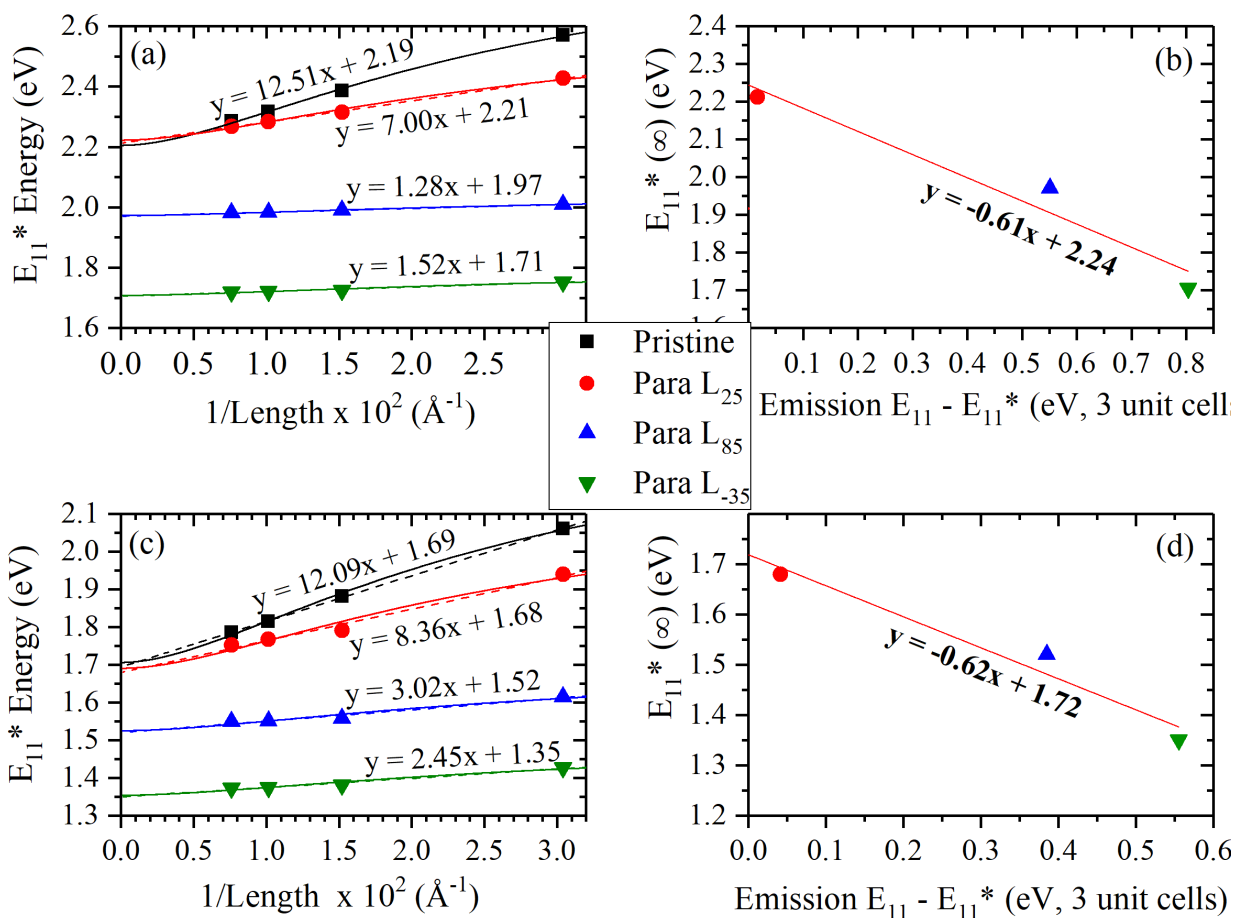 (a)
2.6
2.4
2.2
2.0
1.8
1.6
E11* Energy (eV)
y = 12.51x + 2.19
y = 7.00x + 2.21
y = 1.28x + 1.97
y = 1.52x + 1.71
0.0 0.5 1.0 1.5 2.0 2.5
1/Length x 10² (Å⁻¹)
(b)
2.4
2.3
2.2
2.1
2.0
1.9
1.8
1.7
1.6
E11* (∞) (eV)
y = -0.61x + 2.24
0.1 0.2 0.3 0.4 0.5 0.6 0.7 0.8
Emission E11 - E11* (eV, 3 unit cells
Pristine
Para L25
Para L85
Para L-35
(c)
2.1
2.0
1.9
1.8
1.7
1.6
1.5
1.4
1.3
E11* Energy (eV)
y = 12.09x + 1.69
y = 8.36x + 1.68
y = 3.02x + 1.52
y = 2.45x + 1.35
0.0 0.5 1.0 1.5 2.0 2.5 3.0
1/Length x 10² (Å⁻¹)
(d)
1.7
1.6
1.5
1.4
1.3
1.2
E11* (∞) (eV)
y = -0.62x + 1.72
0.0 0.1 0.2 0.3 0.4 0.5 0.6
Emission E11 - E11* (eV, 3 unit cells)